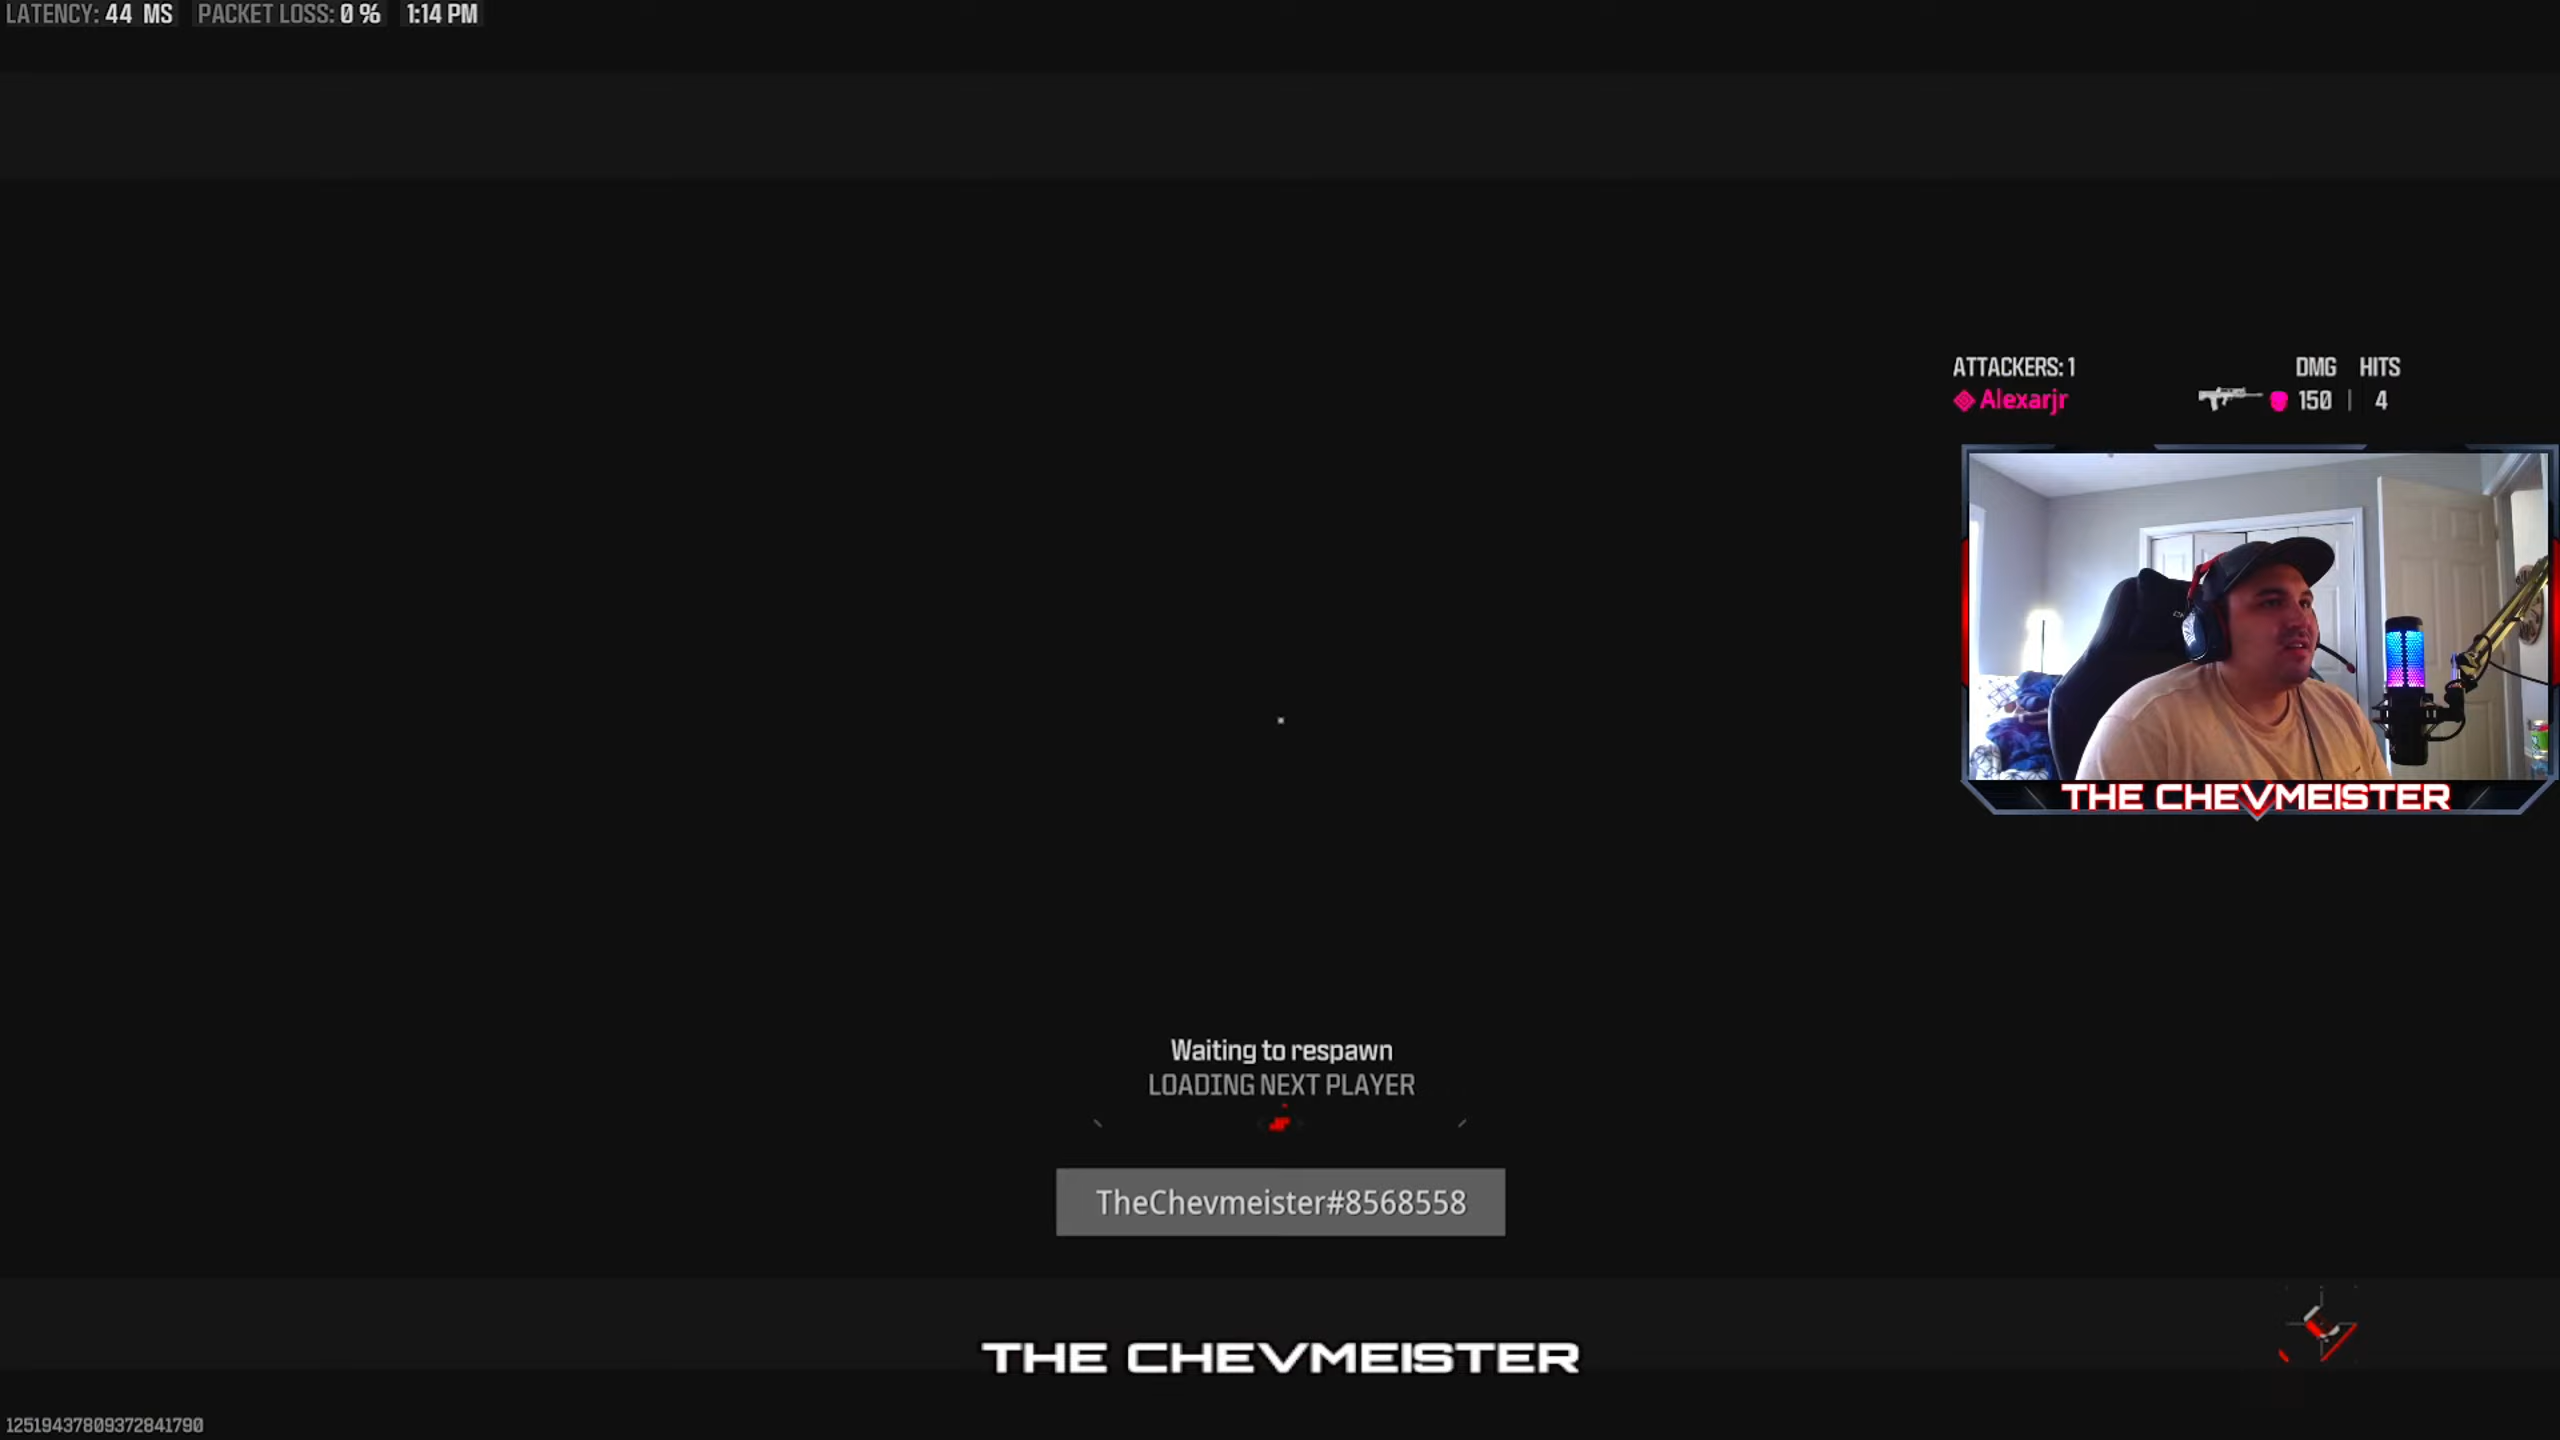 LATENCY: 44 MS PACKET LOSS: 0 % 1:14 PM
ATTACKERS: 1 DMG HITS
Alexarjr 150 | 4
THE CHEVMEISTER
Waiting to respawn
LOADING NEXT PLAYER
TheChevmeister#8568558
THE CHEVMEISTER
12519437809372841790